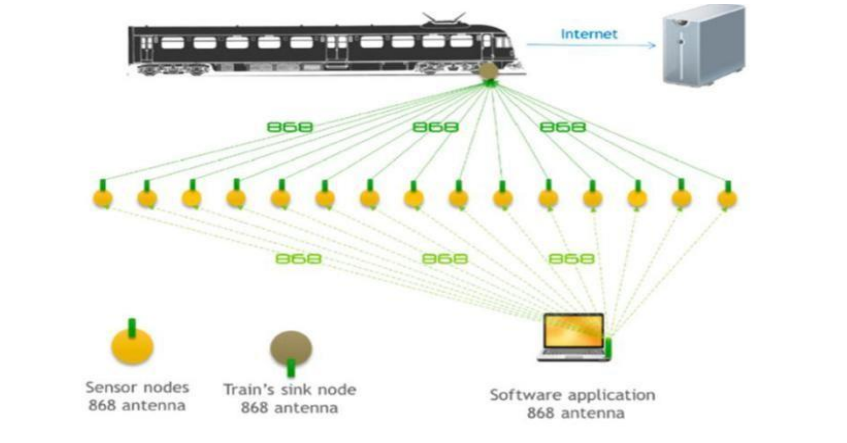 Internet
868 868 868
868 868 868
Sensor nodes
868 antenna
Train's sink node
868 antenna
Software application
868 antenna